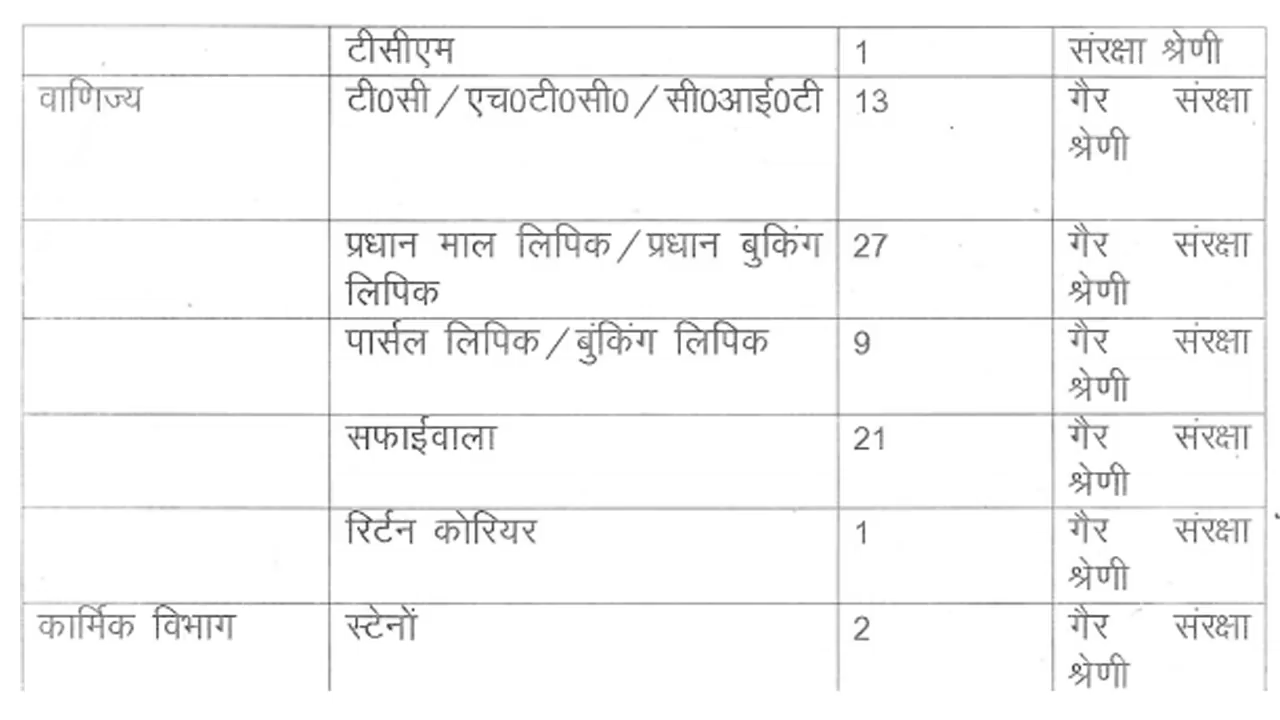 टीसीएम 1 संरक्षा श्रेणी
वाणिज्य टी0सी/एच0टी0सी0/सी0आई0टी 13 गैर संरक्षा
श्रेणी
प्रधान माल लिपिक/प्रधान बुकिंग 27 गैर संरक्षा
लिपिक श्रेणी
पार्सल लिपिक/बुंकिंग लिपिक 9 गैर संरक्षा
श्रेणी
सफाईवाला 21 गैर संरक्षा
श्रेणी
रिर्टन कोरियर 1 गैर संरक्षा
श्रेणी
कार्मिक विभाग स्टेनों 2 गैर संरक्षा
श्रेणी